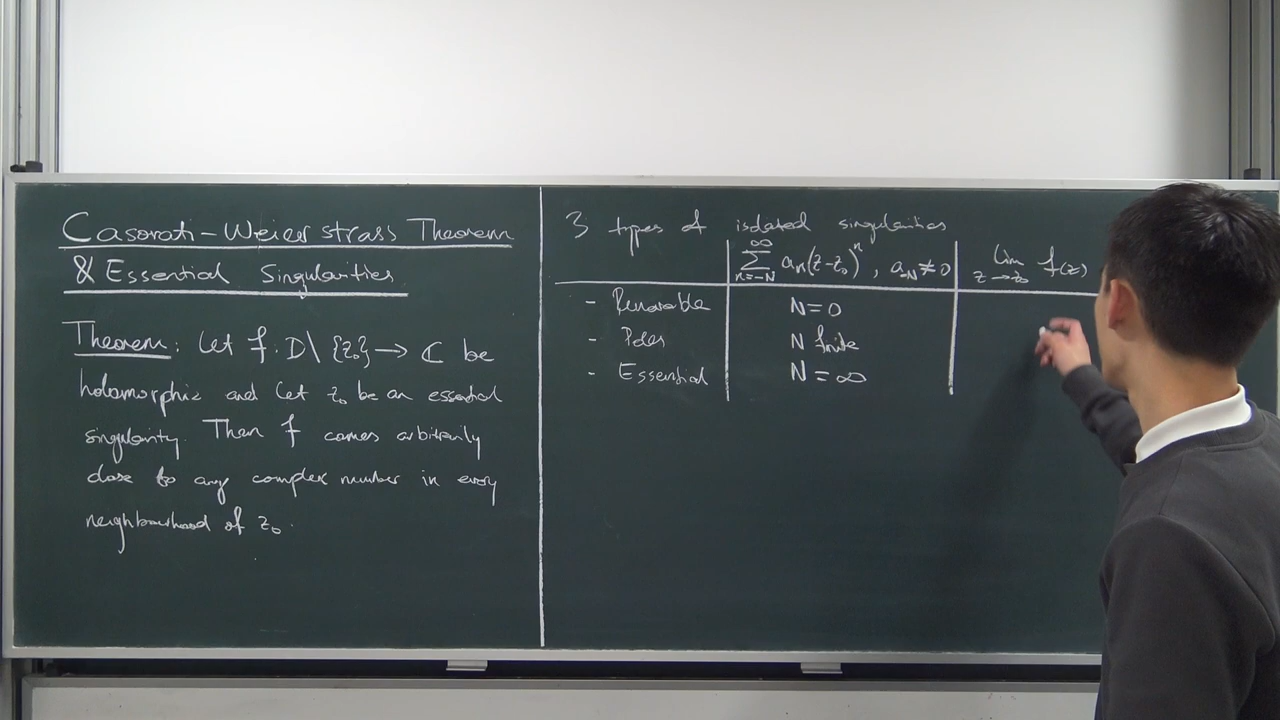 Casorati-Weierstrass Theorem
& Essential Singularities
Theorem: Let f: D\{z₀} → ℂ be
holomorphic and let z₀ be an essential
singularity. Then f comes arbitrarily
close to any complex number in every
neighbourhood of z₀.
3 types of isolated singularities
∑_{n=-N}^{∞} aₙ(z-z₀)ⁿ, a_{-N}≠0 lim_{z→z₀} f(z)
- Removable N=0
- Poles N finite
- Essential N=∞